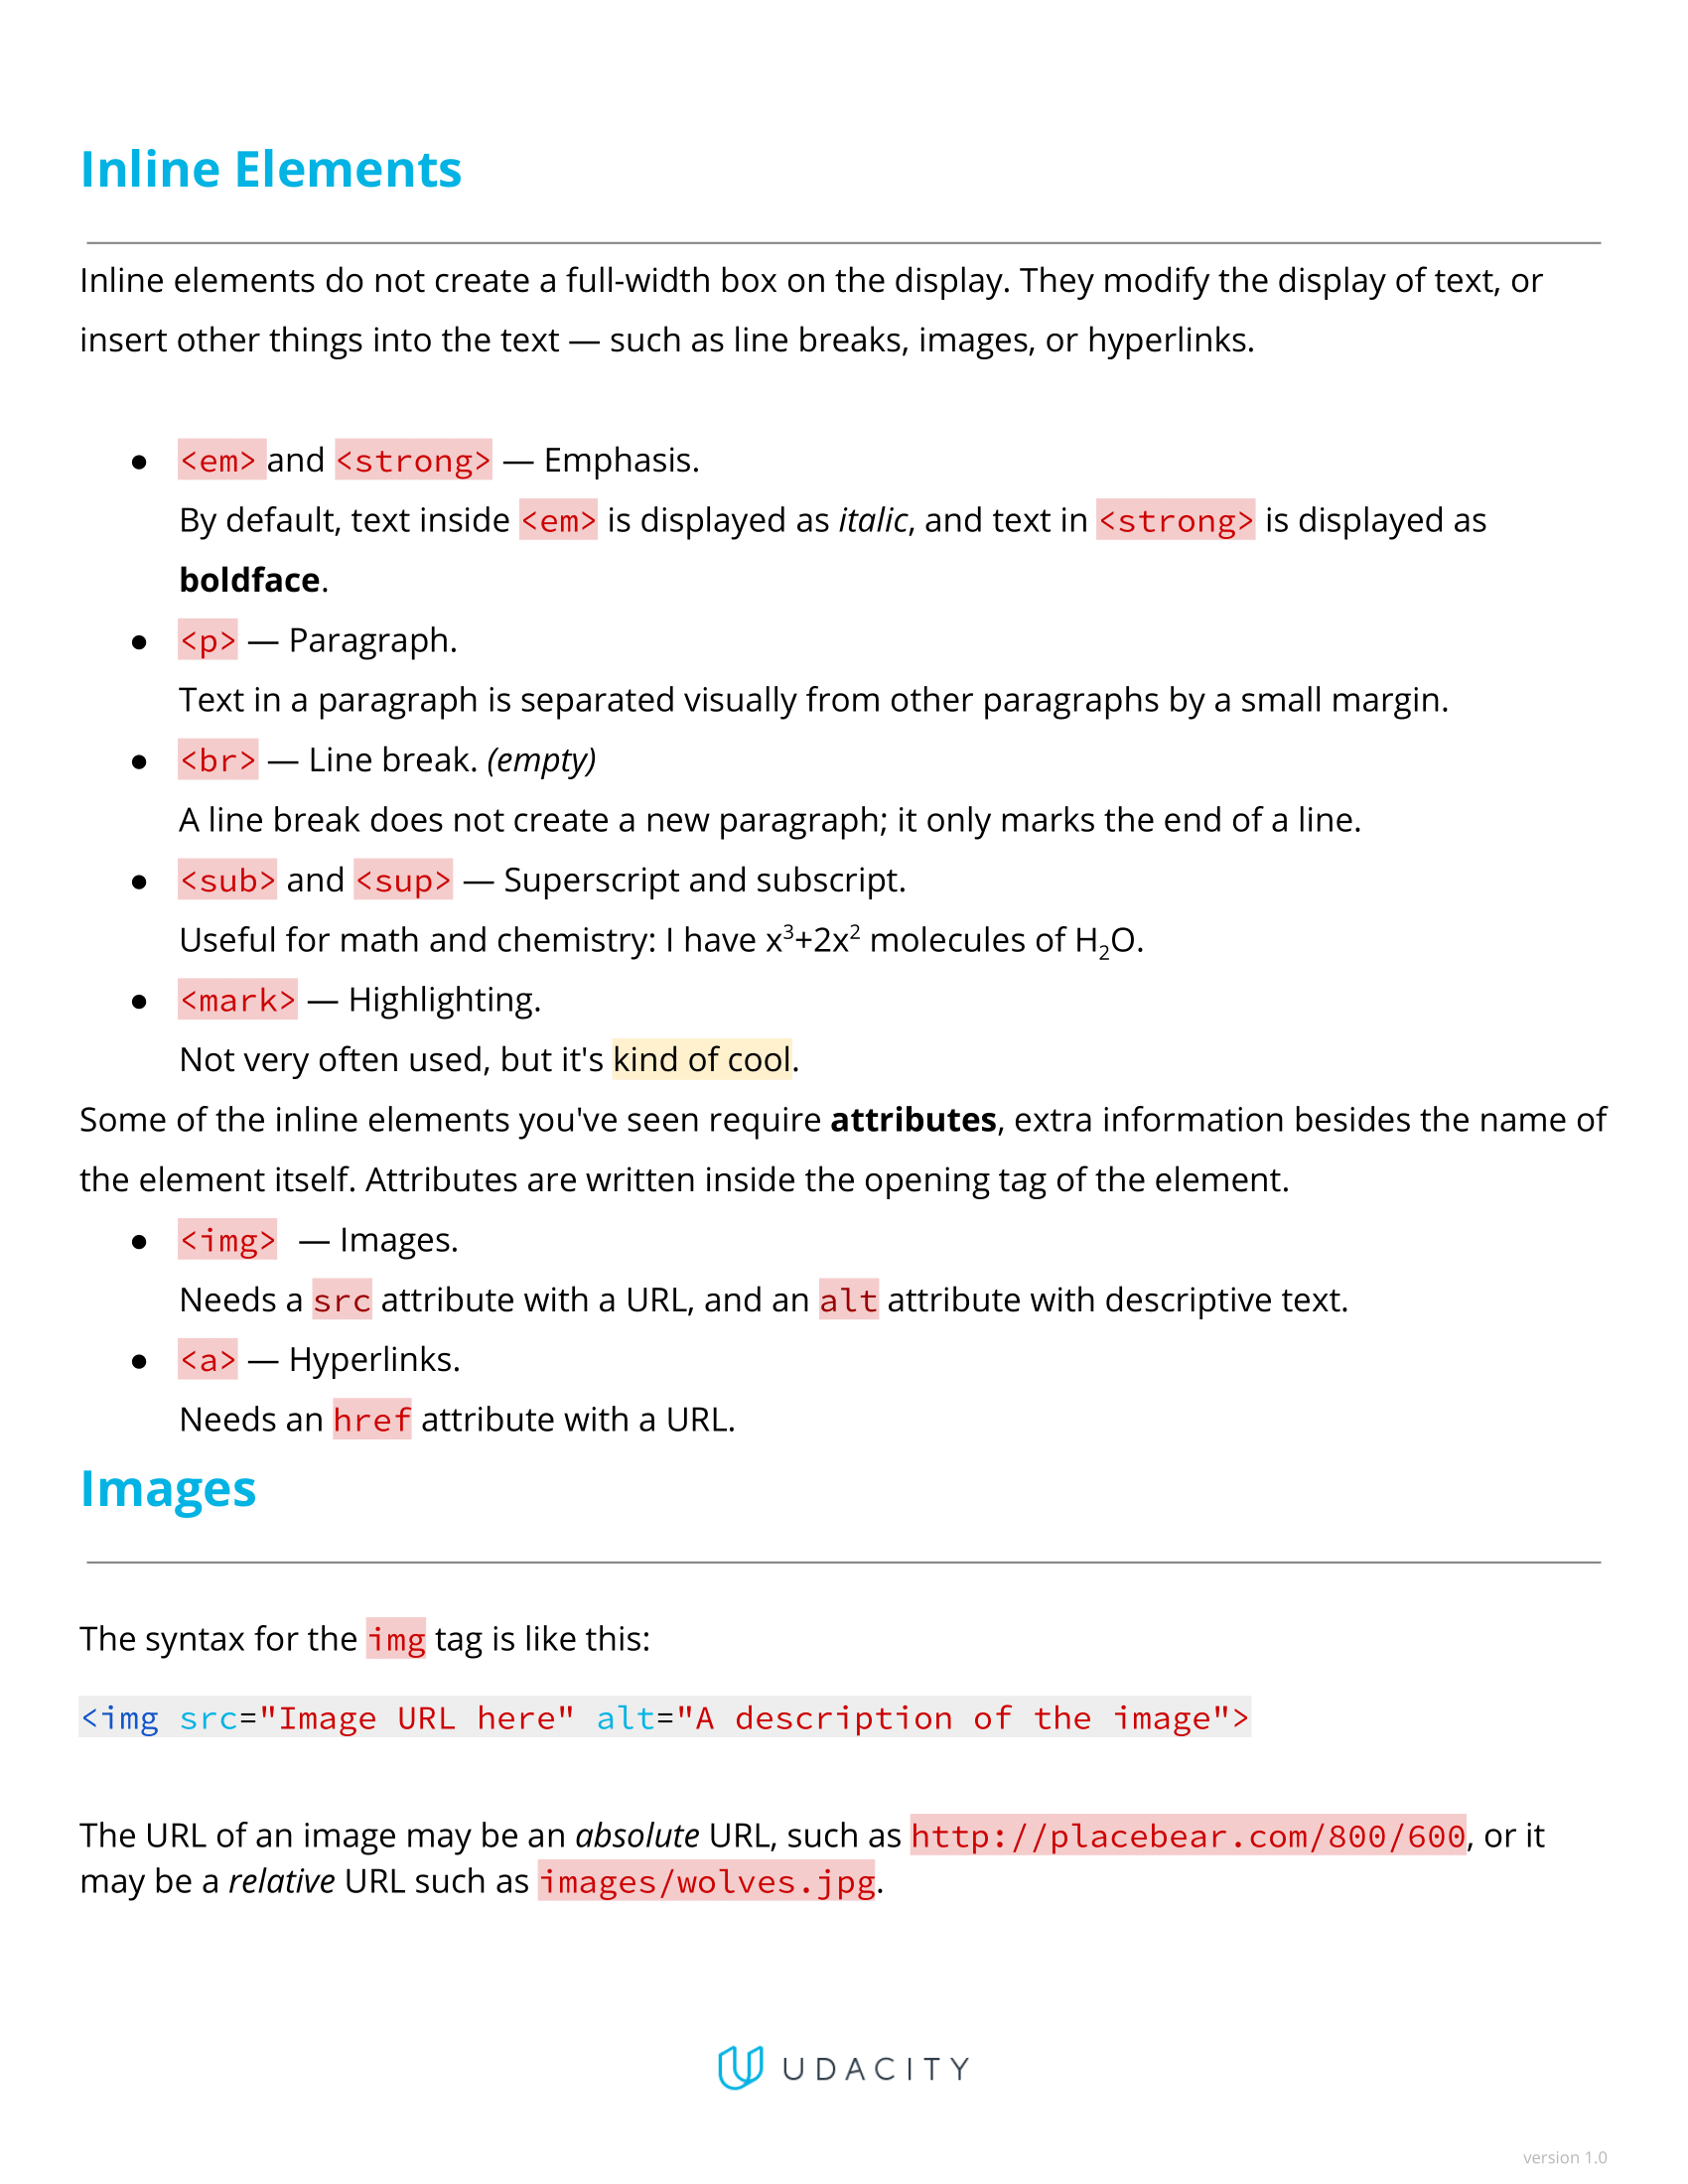 Inline Elements
Inline elements do not create a full-width box on the display. They modify the display of text, or
insert other things into the text — such as line breaks, images, or hyperlinks.
● <em> and <strong> — Emphasis.
By default, text inside <em> is displayed as italic, and text in <strong> is displayed as
boldface.
● <p> — Paragraph.
Text in a paragraph is separated visually from other paragraphs by a small margin.
● <br> — Line break. (empty)
A line break does not create a new paragraph; it only marks the end of a line.
● <sub> and <sup> — Superscript and subscript.
Useful for math and chemistry: I have x³+2x² molecules of H₂O.
● <mark> — Highlighting.
Not very often used, but it's kind of cool.
Some of the inline elements you've seen require attributes, extra information besides the name of
the element itself. Attributes are written inside the opening tag of the element.
● <img> — Images.
Needs a src attribute with a URL, and an alt attribute with descriptive text.
● <a> — Hyperlinks.
Needs an href attribute with a URL.
Images
The syntax for the img tag is like this:
<img src="Image URL here" alt="A description of the image">
The URL of an image may be an absolute URL, such as http://placebear.com/800/600, or it
may be a relative URL such as images/wolves.jpg.
UDACITY
version 1.0